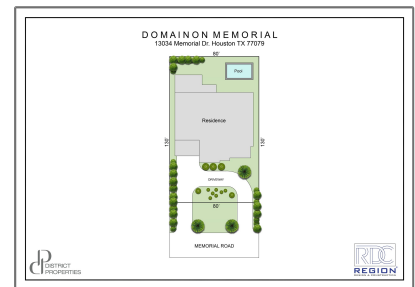 DOMAINON MEMORIAL
13034 Memorial Dr. Houston TX 77079
80'
Pool
Residence
130'
130'
DRIVEWAY
80'
MEMORIAL ROAD
dP DISTRICT
PROPERTIES
RDC
REGION